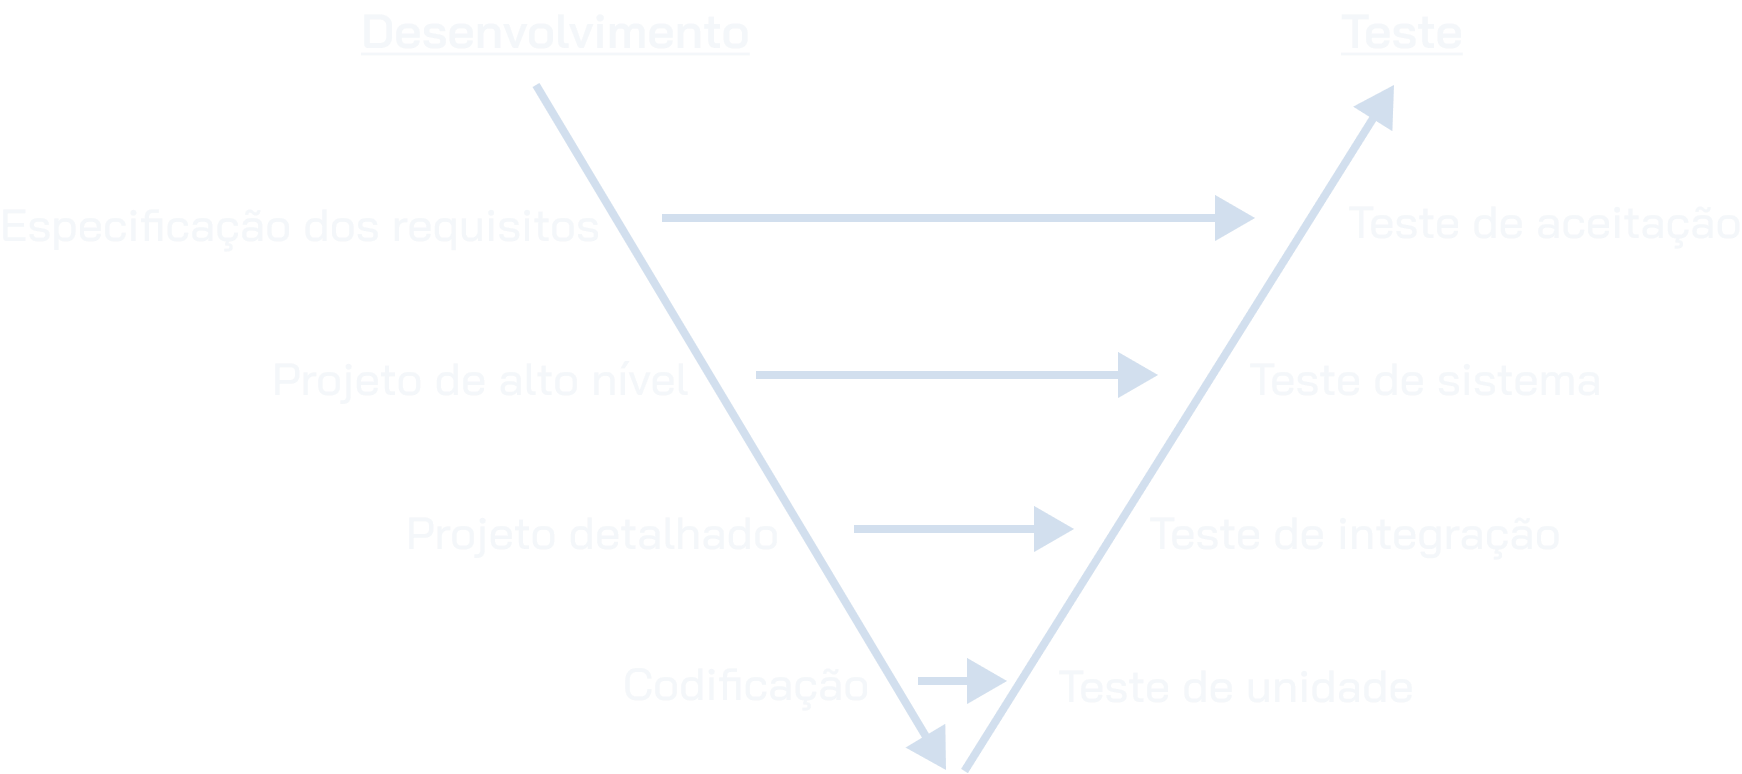 Desenvolvimento
Teste
Especificação dos requisitos
Teste de aceitação
Projeto de alto nível
Teste de sistema
Projeto detalhado
Teste de integração
Codificação
Teste de unidade